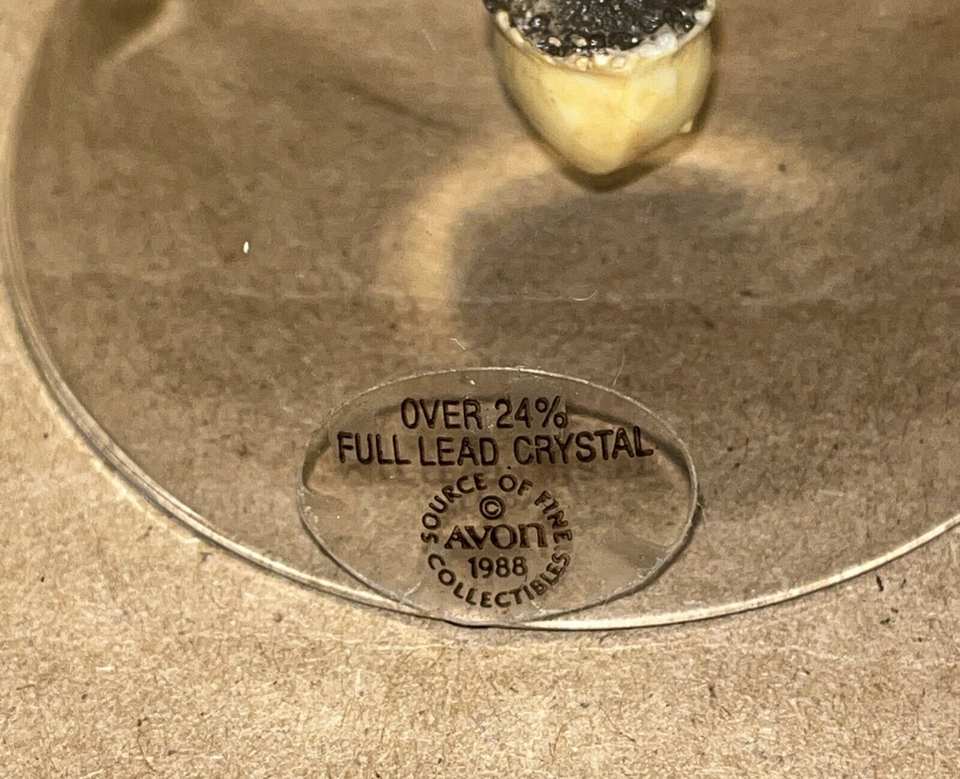 OVER 24%
FULL LEAD CRYSTAL
SOURCE OF FINE
©
AVON
1988
COLLECTIBLES